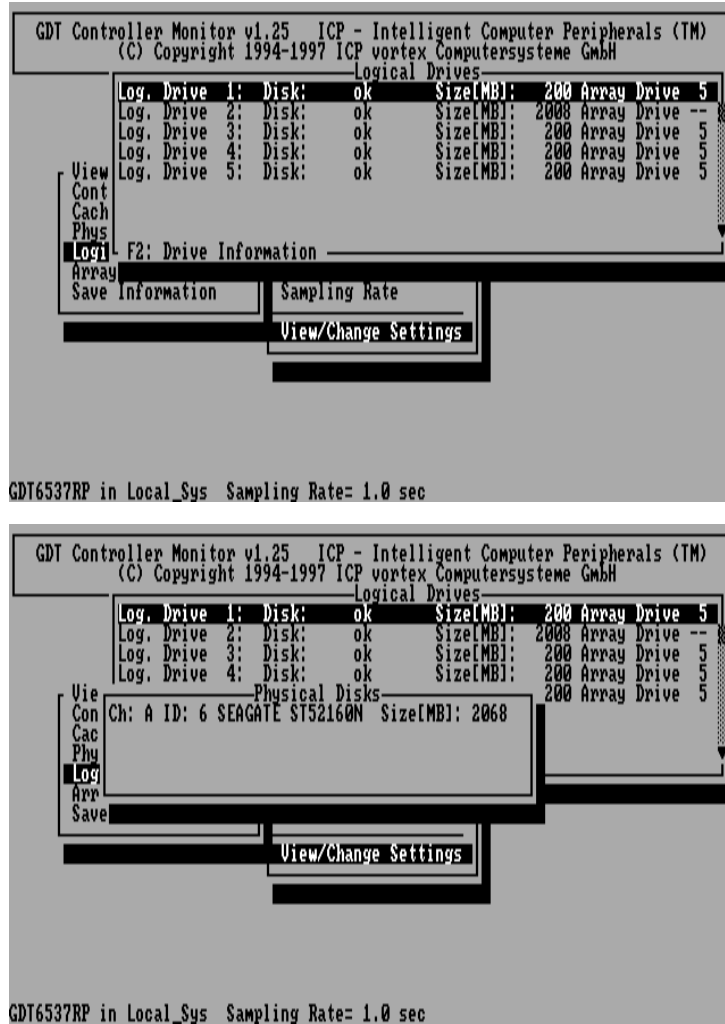 GDT Controller Monitor v1.25   ICP - Intelligent Computer Peripherals (TM)
(C) Copyright 1994-1997 ICP vortex Computersysteme GmbH
Logical Drives
Log. Drive  1:  Disk:     ok     Size[MB]:   200 Array Drive  5
Log. Drive  2:  Disk:     ok     Size[MB]:  2008 Array Drive --
Log. Drive  3:  Disk:     ok     Size[MB]:   200 Array Drive  5
Log. Drive  4:  Disk:     ok     Size[MB]:   200 Array Drive  5
View Log. Drive  5:  Disk:     ok     Size[MB]:   200 Array Drive  5
Cont
Cach
Phys
Logi  F2: Drive Information
Array
Save Information     Sampling Rate
View/Change Settings
GDT6537RP in Local_Sys  Sampling Rate= 1.0 sec
GDT Controller Monitor v1.25   ICP - Intelligent Computer Peripherals (TM)
(C) Copyright 1994-1997 ICP vortex Computersysteme GmbH
Logical Drives
Log. Drive  1:  Disk:     ok     Size[MB]:   200 Array Drive  5
Log. Drive  2:  Disk:     ok     Size[MB]:  2008 Array Drive --
Log. Drive  3:  Disk:     ok     Size[MB]:   200 Array Drive  5
Log. Drive  4:  Disk:     ok     Size[MB]:   200 Array Drive  5
Vie Physical Disks 200 Array Drive  5
Con Ch: A ID: 6 SEAGATE ST52160N  Size[MB]: 2068
Cac
Phy
Log
Arr
Save
View/Change Settings
GDT6537RP in Local_Sys  Sampling Rate= 1.0 sec